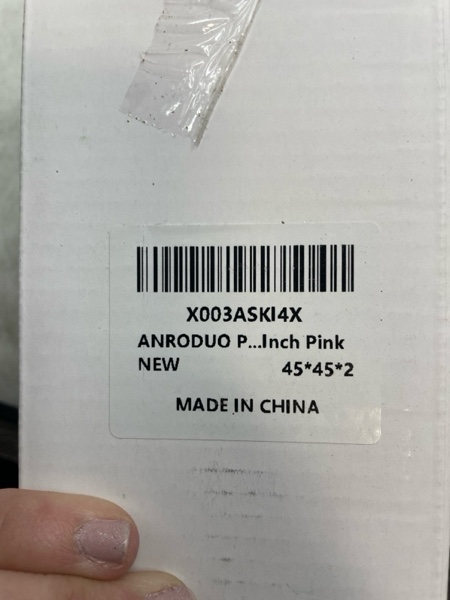 X003ASKI4X
ANRODUO P...Inch Pink
NEW 45*45*2
MADE IN CHINA